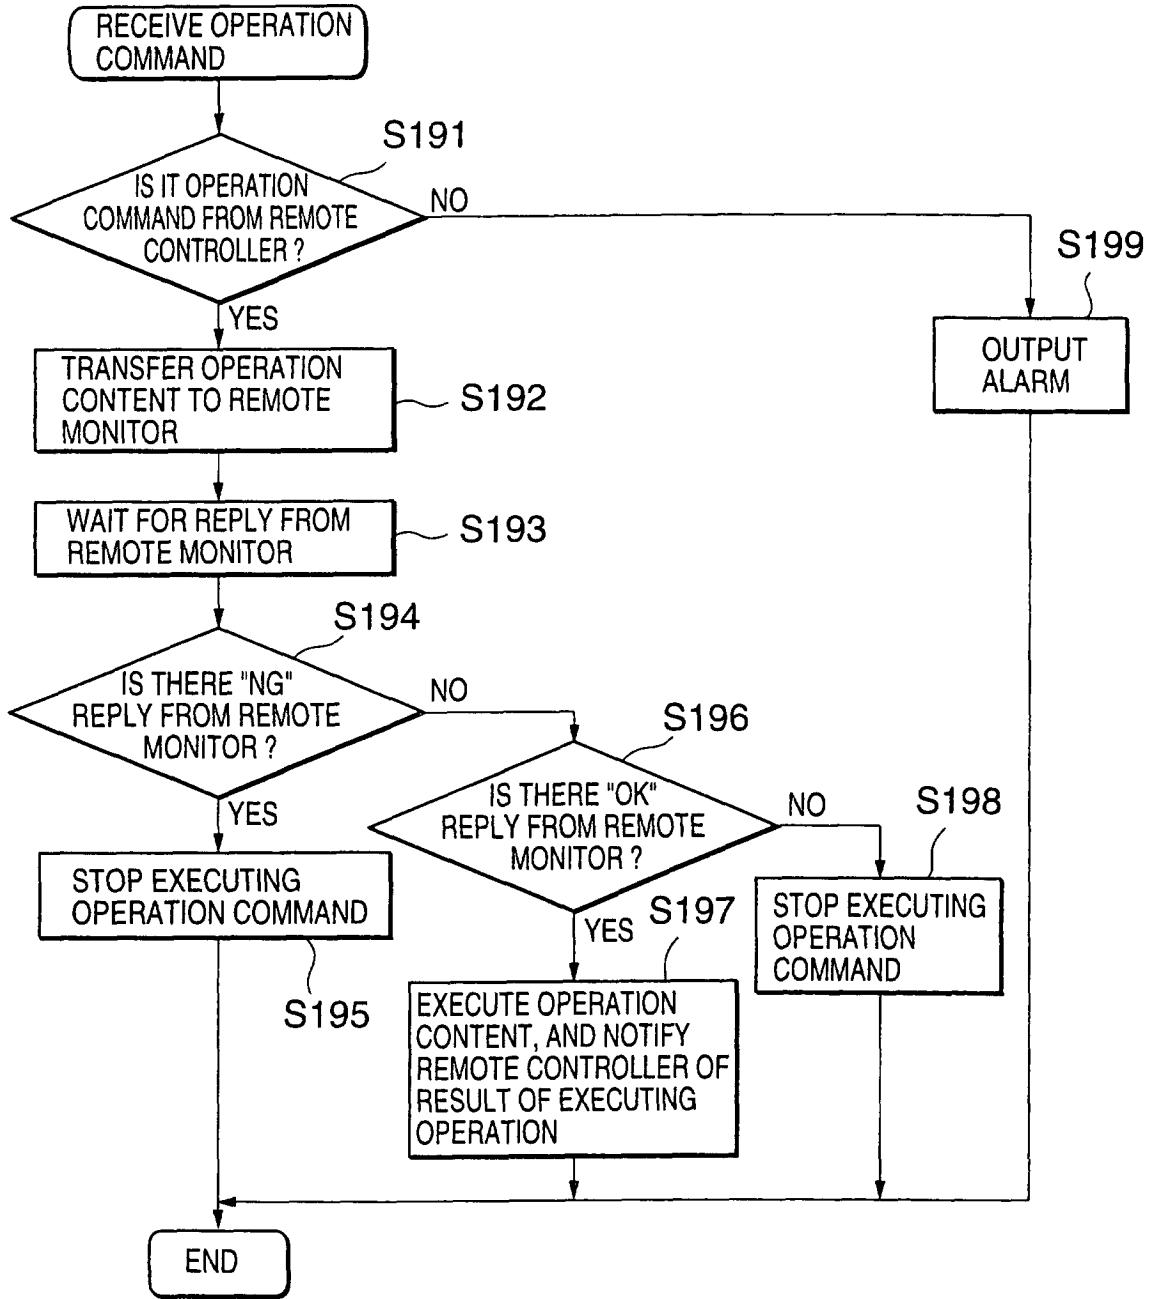 RECEIVE OPERATION
COMMAND
S191
IS IT OPERATION
COMMAND FROM REMOTE
CONTROLLER ?
NO
YES
S199
OUTPUT
ALARM
TRANSFER OPERATION
CONTENT TO REMOTE
MONITOR
S192
WAIT FOR REPLY FROM
REMOTE MONITOR
S193
S194
IS THERE "NG"
REPLY FROM REMOTE
MONITOR ?
NO
YES
S196
IS THERE "OK"
REPLY FROM REMOTE
MONITOR ?
NO
YES
STOP EXECUTING
OPERATION COMMAND
S195
S197
EXECUTE OPERATION
CONTENT, AND NOTIFY
REMOTE CONTROLLER OF
RESULT OF EXECUTING
OPERATION
S198
STOP EXECUTING
OPERATION
COMMAND
END